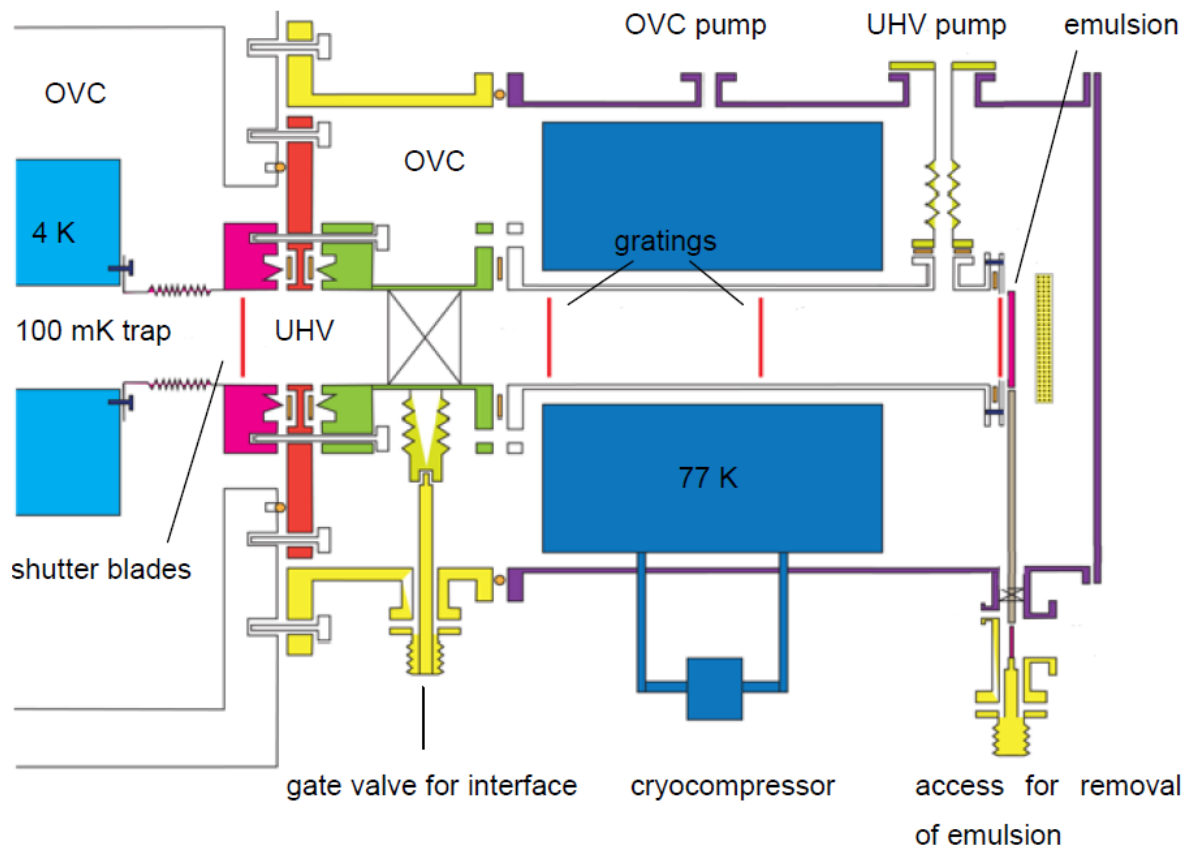 OVC pump
UHV pump
emulsion
OVC
OVC
4 K
gratings
100 mK trap
UHV
77 K
shutter blades
gate valve for interface
cryocompressor
access for removal
of emulsion